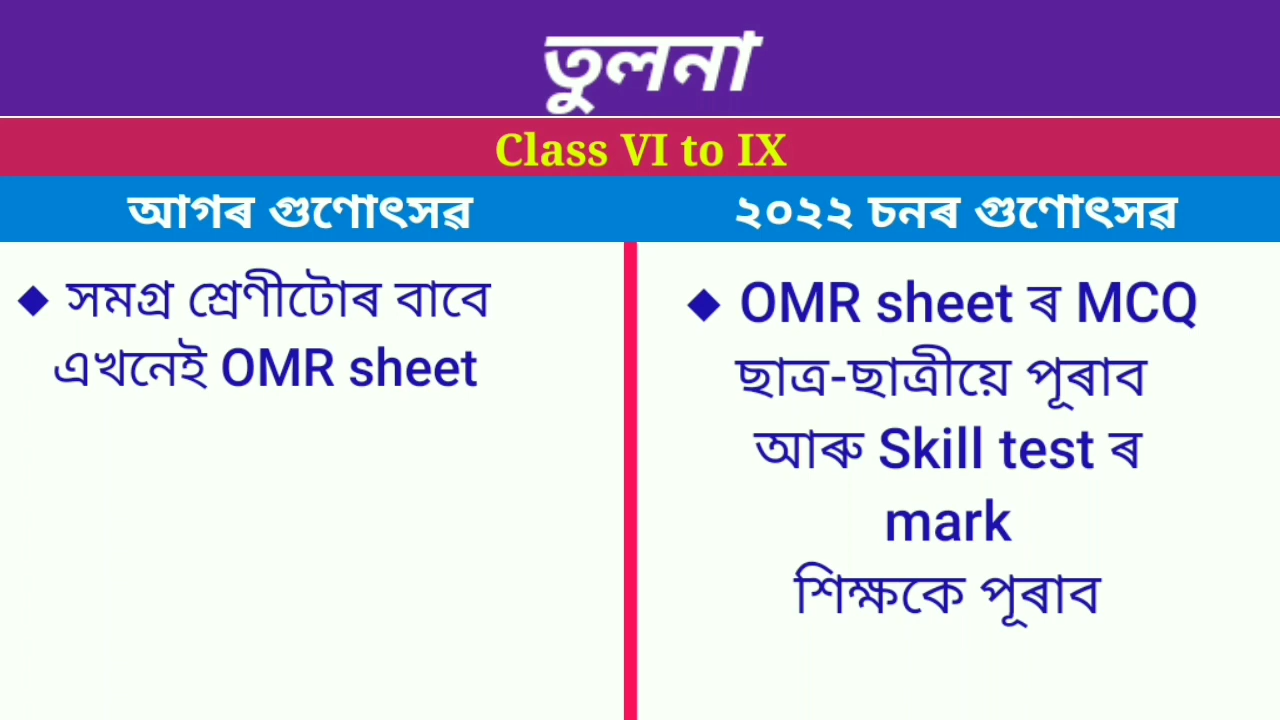 তুলনা
Class VI to IX
আগৰ গুণোৎসৱ
২০২২ চনৰ গুণোৎসৱ
◆ সমগ্ৰ শ্ৰেণীটোৰ বাবে
এখনেই OMR sheet
◆ OMR sheet ৰ MCQ
ছাত্ৰ-ছাত্ৰীয়ে পূৰাব
আৰু Skill test ৰ
mark
শিক্ষকে পূৰাব